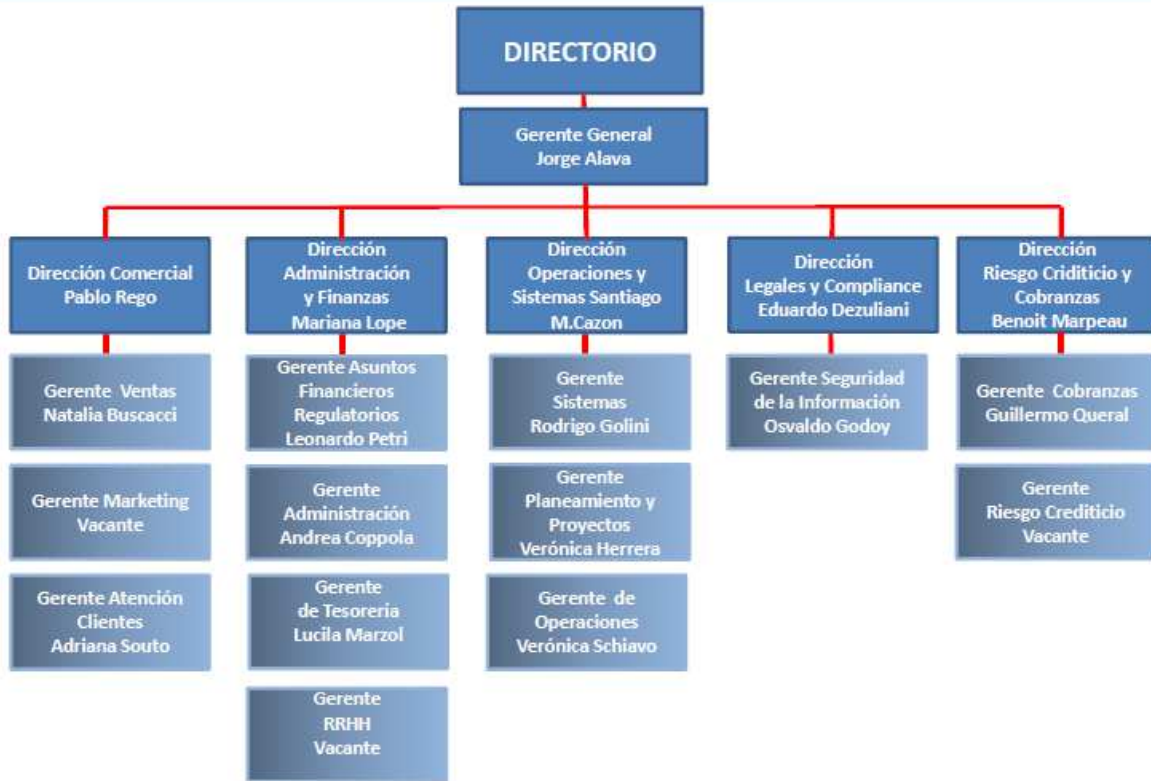 DIRECTORIO
Gerente General
Jorge Alava
Dirección Comercial
Pablo Rego
Gerente Ventas
Natalia Buscacci
Gerente Marketing
Vacante
Gerente Atención
Clientes
Adriana Souto
Dirección
Administración
y Finanzas
Mariana Lope
Gerente Asuntos
Financieros
Regulatorios
Leonardo Petri
Gerente
Administración
Andrea Coppola
Gerente
de Tesorería
Lucila Marzol
Gerente
RRHH
Vacante
Dirección
Operaciones y
Sistemas Santiago
M.Cazon
Gerente
Sistemas
Rodrigo Golini
Gerente
Planeamiento y
Proyectos
Verónica Herrera
Gerente de
Operaciones
Verónica Schiavo
Dirección
Legales y Compliance
Eduardo Dezuliani
Gerente Seguridad
de la Información
Osvaldo Godoy
Dirección
Riesgo Criditicio y
Cobranzas
Benoit Marpeau
Gerente Cobranzas
Guillermo Queral
Gerente
Riesgo Crediticio
Vacante